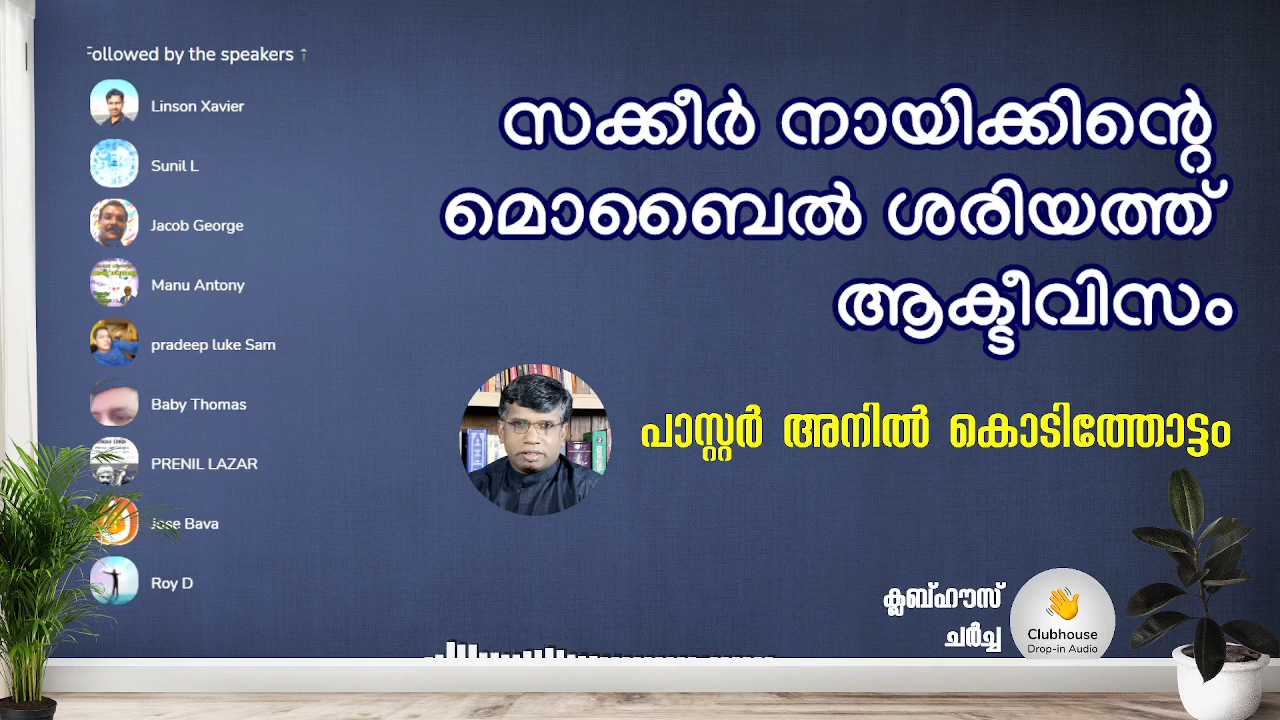 Followed by the speakers ↑
Linson Xavier
Sunil L
Jacob George
Manu Antony
pradeep luke Sam
Baby Thomas
PRENIL LAZAR
Jose Bava
Roy D
സക്കീർ നായിക്കിന്റെ
മൊബൈൽ ശരിയത്ത്
ആക്ടീവിസം
പാസ്റ്റർ അനിൽ കൊടിത്തോട്ടം
ക്ലബ്ഹൗസ്
ചർച്ച
Clubhouse
Drop-in Audio